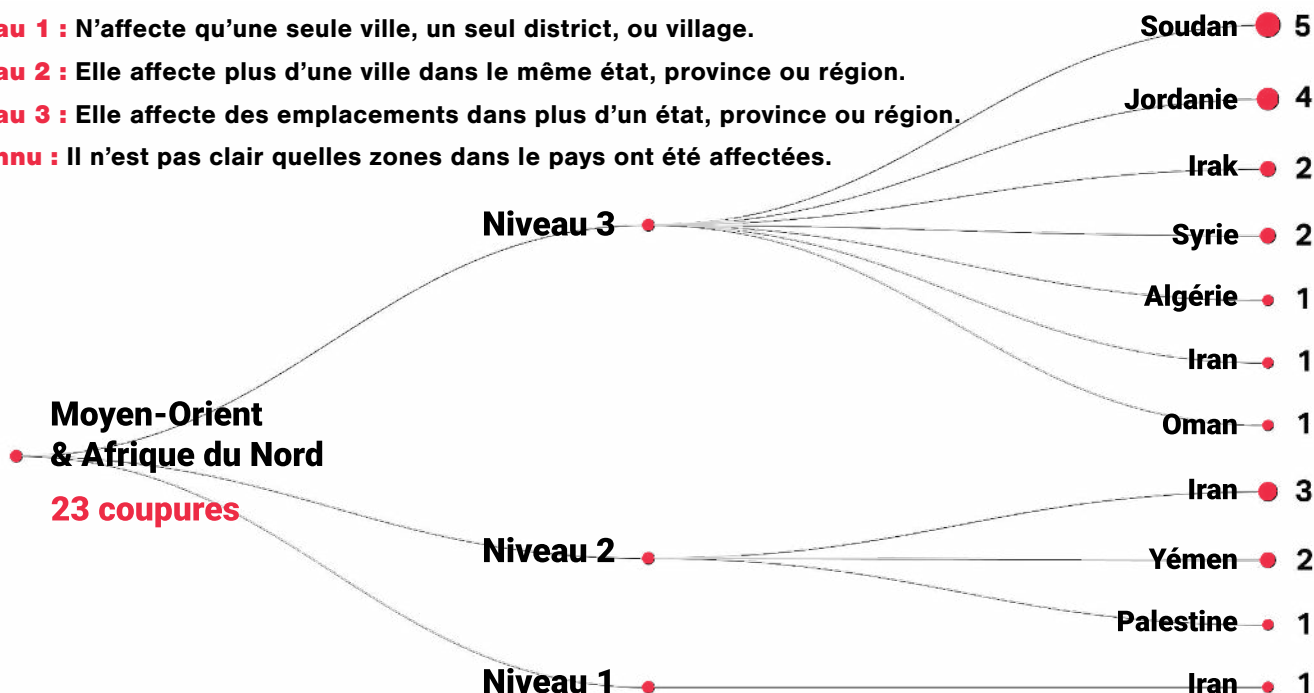 au 1 : N'affecte qu'une seule ville, un seul district, ou village.
au 2 : Elle affecte plus d'une ville dans le même état, province ou région.
au 3 : Elle affecte des emplacements dans plus d'un état, province ou région.
nnu : Il n'est pas clair quelles zones dans le pays ont été affectées.
Moyen-Orient
& Afrique du Nord
23 coupures
Niveau 3
Soudan 5
Jordanie 4
Irak 2
Syrie 2
Algérie 1
Iran 1
Oman 1
Niveau 2
Iran 3
Yémen 2
Palestine 1
Niveau 1
Iran 1